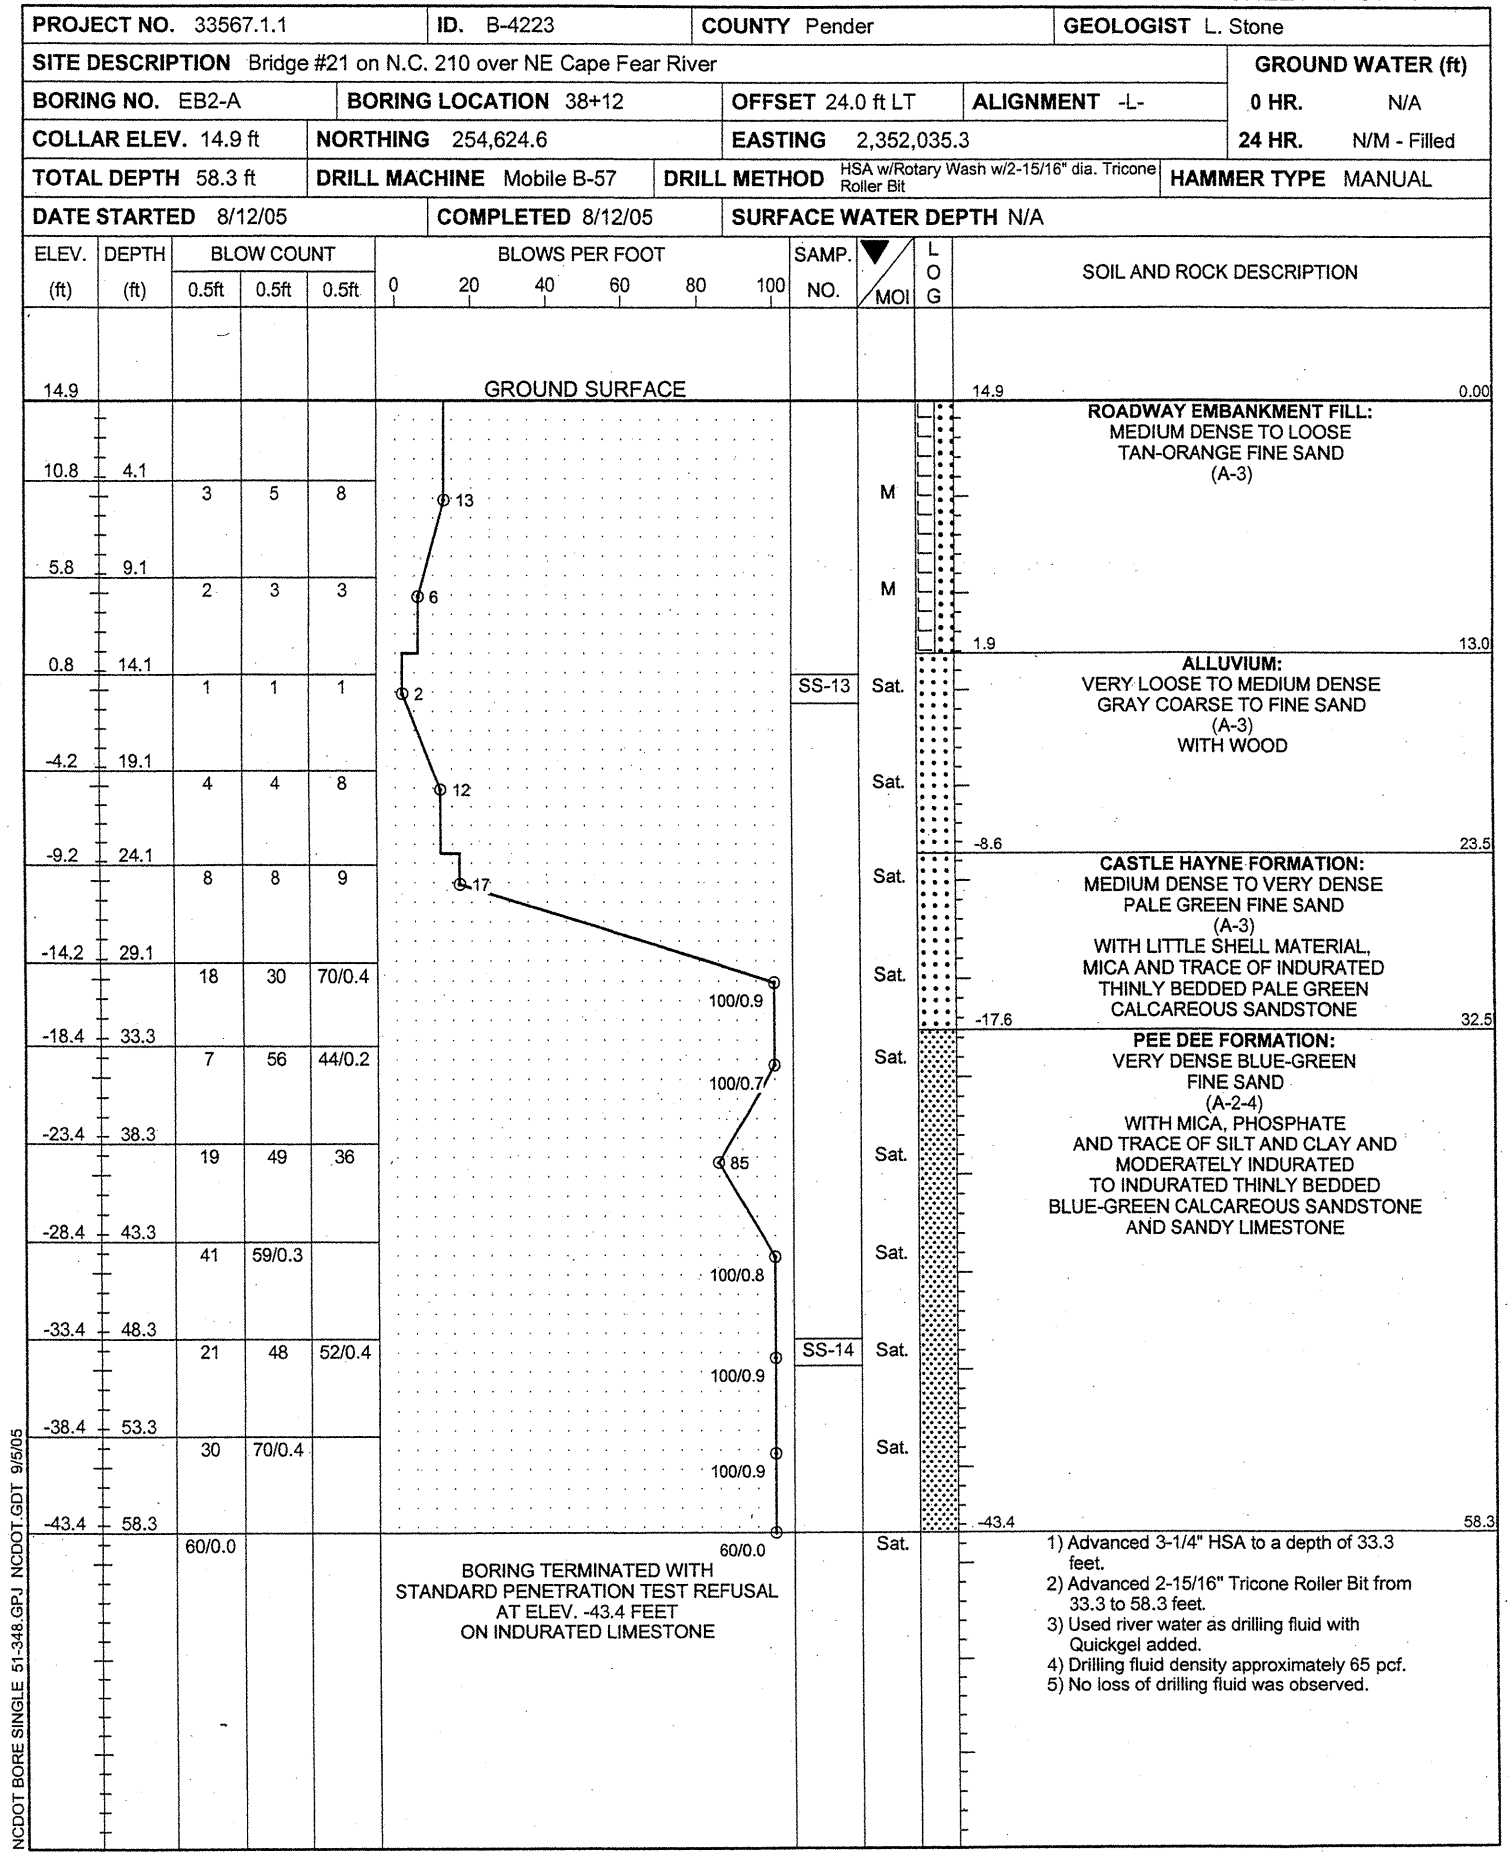 PROJECT NO. 33567.1.1 ID. B-4223 COUNTY Pender GEOLOGIST L. Stone
SITE DESCRIPTION Bridge #21 on N.C. 210 over NE Cape Fear River GROUND WATER (ft)
BORING NO. EB2-A BORING LOCATION 38+12 OFFSET 24.0 ft LT ALIGNMENT -L- 0 HR. N/A
COLLAR ELEV. 14.9 ft NORTHING 254,624.6 EASTING 2,352,035.3 24 HR. N/M - Filled
TOTAL DEPTH 58.3 ft DRILL MACHINE Mobile B-57 DRILL METHOD HSA w/Rotary Wash w/2-15/16" dia. Tricone Roller Bit HAMMER TYPE MANUAL
DATE STARTED 8/12/05 COMPLETED 8/12/05 SURFACE WATER DEPTH N/A
ELEV. DEPTH BLOW COUNT BLOWS PER FOOT SAMP. L
(ft) (ft) 0.5ft 0.5ft 0.5ft 0 20 40 60 80 100 NO. MOI O G SOIL AND ROCK DESCRIPTION
14.9 GROUND SURFACE 14.9 0.00
ROADWAY EMBANKMENT FILL:
MEDIUM DENSE TO LOOSE
TAN-ORANGE FINE SAND
(A-3)
10.8 4.1
3 5 8 13 M
5.8 9.1
2 3 3 6 M
1.9 13.0
0.8 14.1
1 1 1 2 SS-13 Sat.
ALLUVIUM:
VERY LOOSE TO MEDIUM DENSE
GRAY COARSE TO FINE SAND
(A-3)
WITH WOOD
-4.2 19.1
4 4 8 12 Sat.
-8.6 23.5
-9.2 24.1
8 8 9 17 Sat.
CASTLE HAYNE FORMATION:
MEDIUM DENSE TO VERY DENSE
PALE GREEN FINE SAND
(A-3)
WITH LITTLE SHELL MATERIAL,
MICA AND TRACE OF INDURATED
THINLY BEDDED PALE GREEN
CALCAREOUS SANDSTONE
-14.2 29.1
18 30 70/0.4 100/0.9 Sat.
-17.6 32.5
-18.4 33.3
7 56 44/0.2 100/0.7 Sat.
PEE DEE FORMATION:
VERY DENSE BLUE-GREEN
FINE SAND
(A-2-4)
WITH MICA, PHOSPHATE
AND TRACE OF SILT AND CLAY AND
MODERATELY INDURATED
TO INDURATED THINLY BEDDED
BLUE-GREEN CALCAREOUS SANDSTONE
AND SANDY LIMESTONE
-23.4 38.3
19 49 36 85 Sat.
-28.4 43.3
41 59/0.3 100/0.8 Sat.
-33.4 48.3
21 48 52/0.4 100/0.9 SS-14 Sat.
-38.4 53.3
30 70/0.4 100/0.9 Sat.
-43.4 58.3 -43.4 58.3
60/0.0 60/0.0 Sat.
BORING TERMINATED WITH
STANDARD PENETRATION TEST REFUSAL
AT ELEV. -43.4 FEET
ON INDURATED LIMESTONE
1) Advanced 3-1/4" HSA to a depth of 33.3
feet.
2) Advanced 2-15/16" Tricone Roller Bit from
33.3 to 58.3 feet.
3) Used river water as drilling fluid with
Quickgel added.
4) Drilling fluid density approximately 65 pcf.
5) No loss of drilling fluid was observed.
NCDOT BORE SINGLE 51-348.GPJ NCDOT.GDT 9/5/05